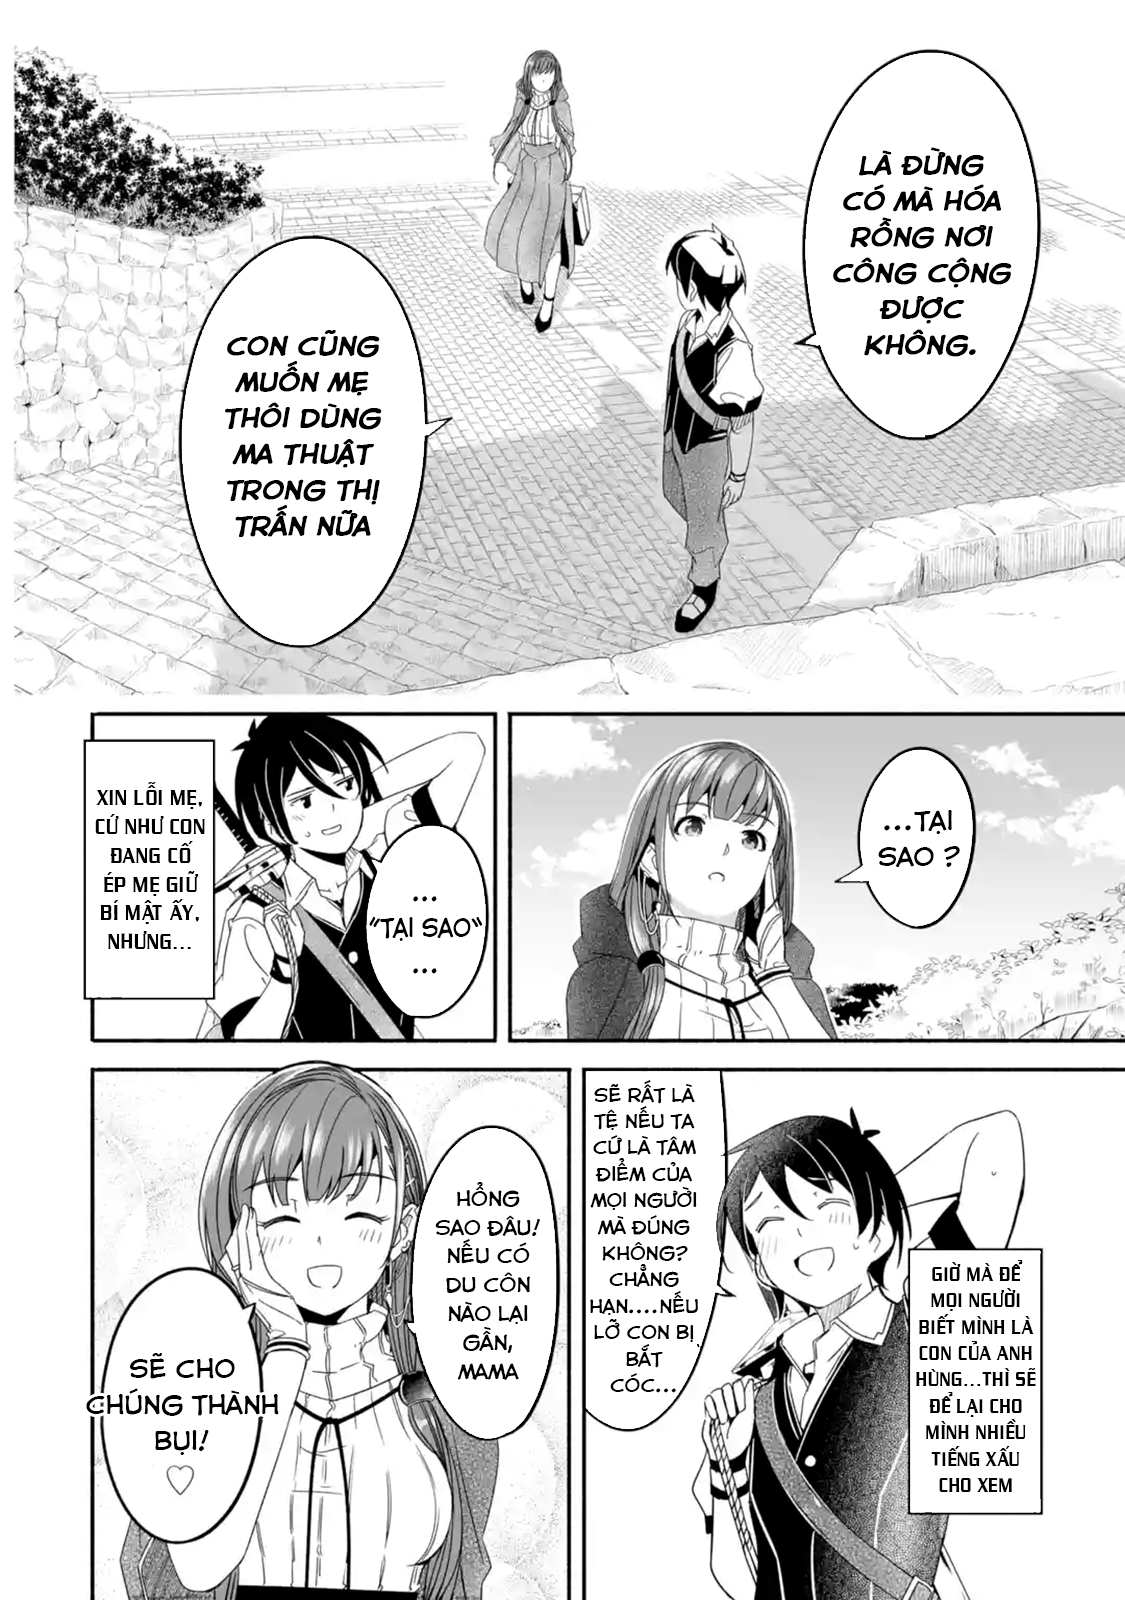 LÀ ĐỪNG
CÓ MÀ HÓA
RỒNG NƠI
CÔNG CỘNG
ĐƯỢC
KHÔNG.
CON CŨNG
MUỐN MẸ
THÔI DÙNG
MA THUẬT
TRONG THỊ
TRẤN NỮA
...TẠI
SAO ?
...
"TẠI SAO"
...
XIN LỖI MẸ,
CỨ NHƯ CON
ĐANG CỐ
ÉP MẸ GIỮ
BÍ MẬT ẤY,
NHƯNG...
SẼ RẤT LÀ
TỆ NẾU TA
CỨ LÀ TÂM
ĐIỂM CỦA
MỌI NGƯỜI
MÀ ĐÚNG
KHÔNG?
CHẲNG
HẠN....NẾU
LỠ CON BỊ
BẮT
CÓC...
GIỜ MÀ ĐỂ
MỌI NGƯỜI
BIẾT MÌNH LÀ
CON CỦA ANH
HÙNG...THÌ SẼ
ĐỂ LẠI CHO
MÌNH NHIỀU
TIẾNG XẤU
CHO XEM
HỔNG
SAO ĐÂU!
NẾU CÓ
DU CÔN
NÀO LẠI
GẦN,
MAMA
SẼ CHO
CHÚNG THÀNH
BỤI!
♡